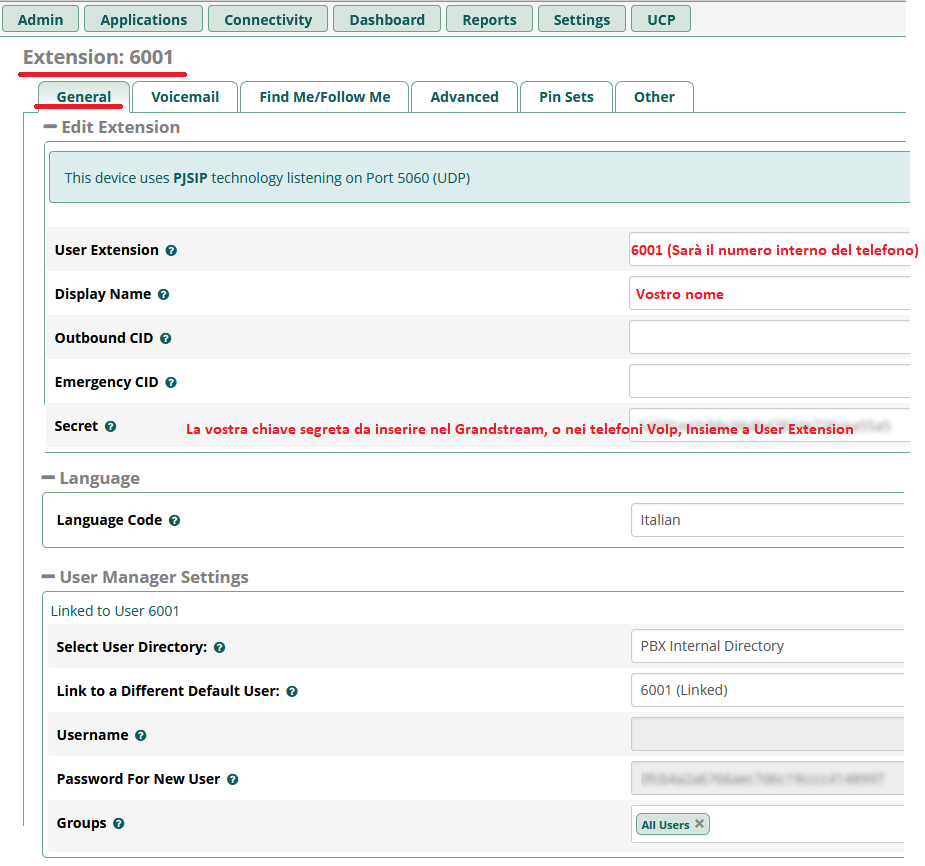 Admin Applications Connectivity Dashboard Reports Settings UCP
Extension: 6001
General Voicemail Find Me/Follow Me Advanced Pin Sets Other
Edit Extension
This device uses PJSIP technology listening on Port 5060 (UDP)
User Extension 6001 (Sarà il numero interno del telefono)
Display Name Vostro nome
Outbound CID
Emergency CID
Secret La vostra chiave segreta da inserire nel Grandstream, o nei telefoni VoIp, Insieme a User Extension
Language
Language Code Italian
User Manager Settings
Linked to User 6001
Select User Directory: PBX Internal Directory
Link to a Different Default User: 6001 (Linked)
Username
Password For New User
Groups All Users